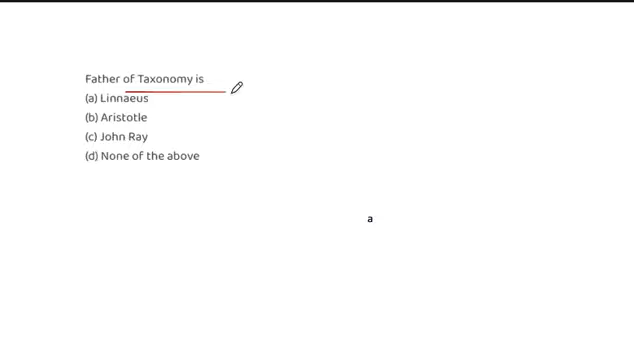 Father of Taxonomy is
(a) Linnaeus
(b) Aristotle
(c) John Ray
(d) None of the above
a